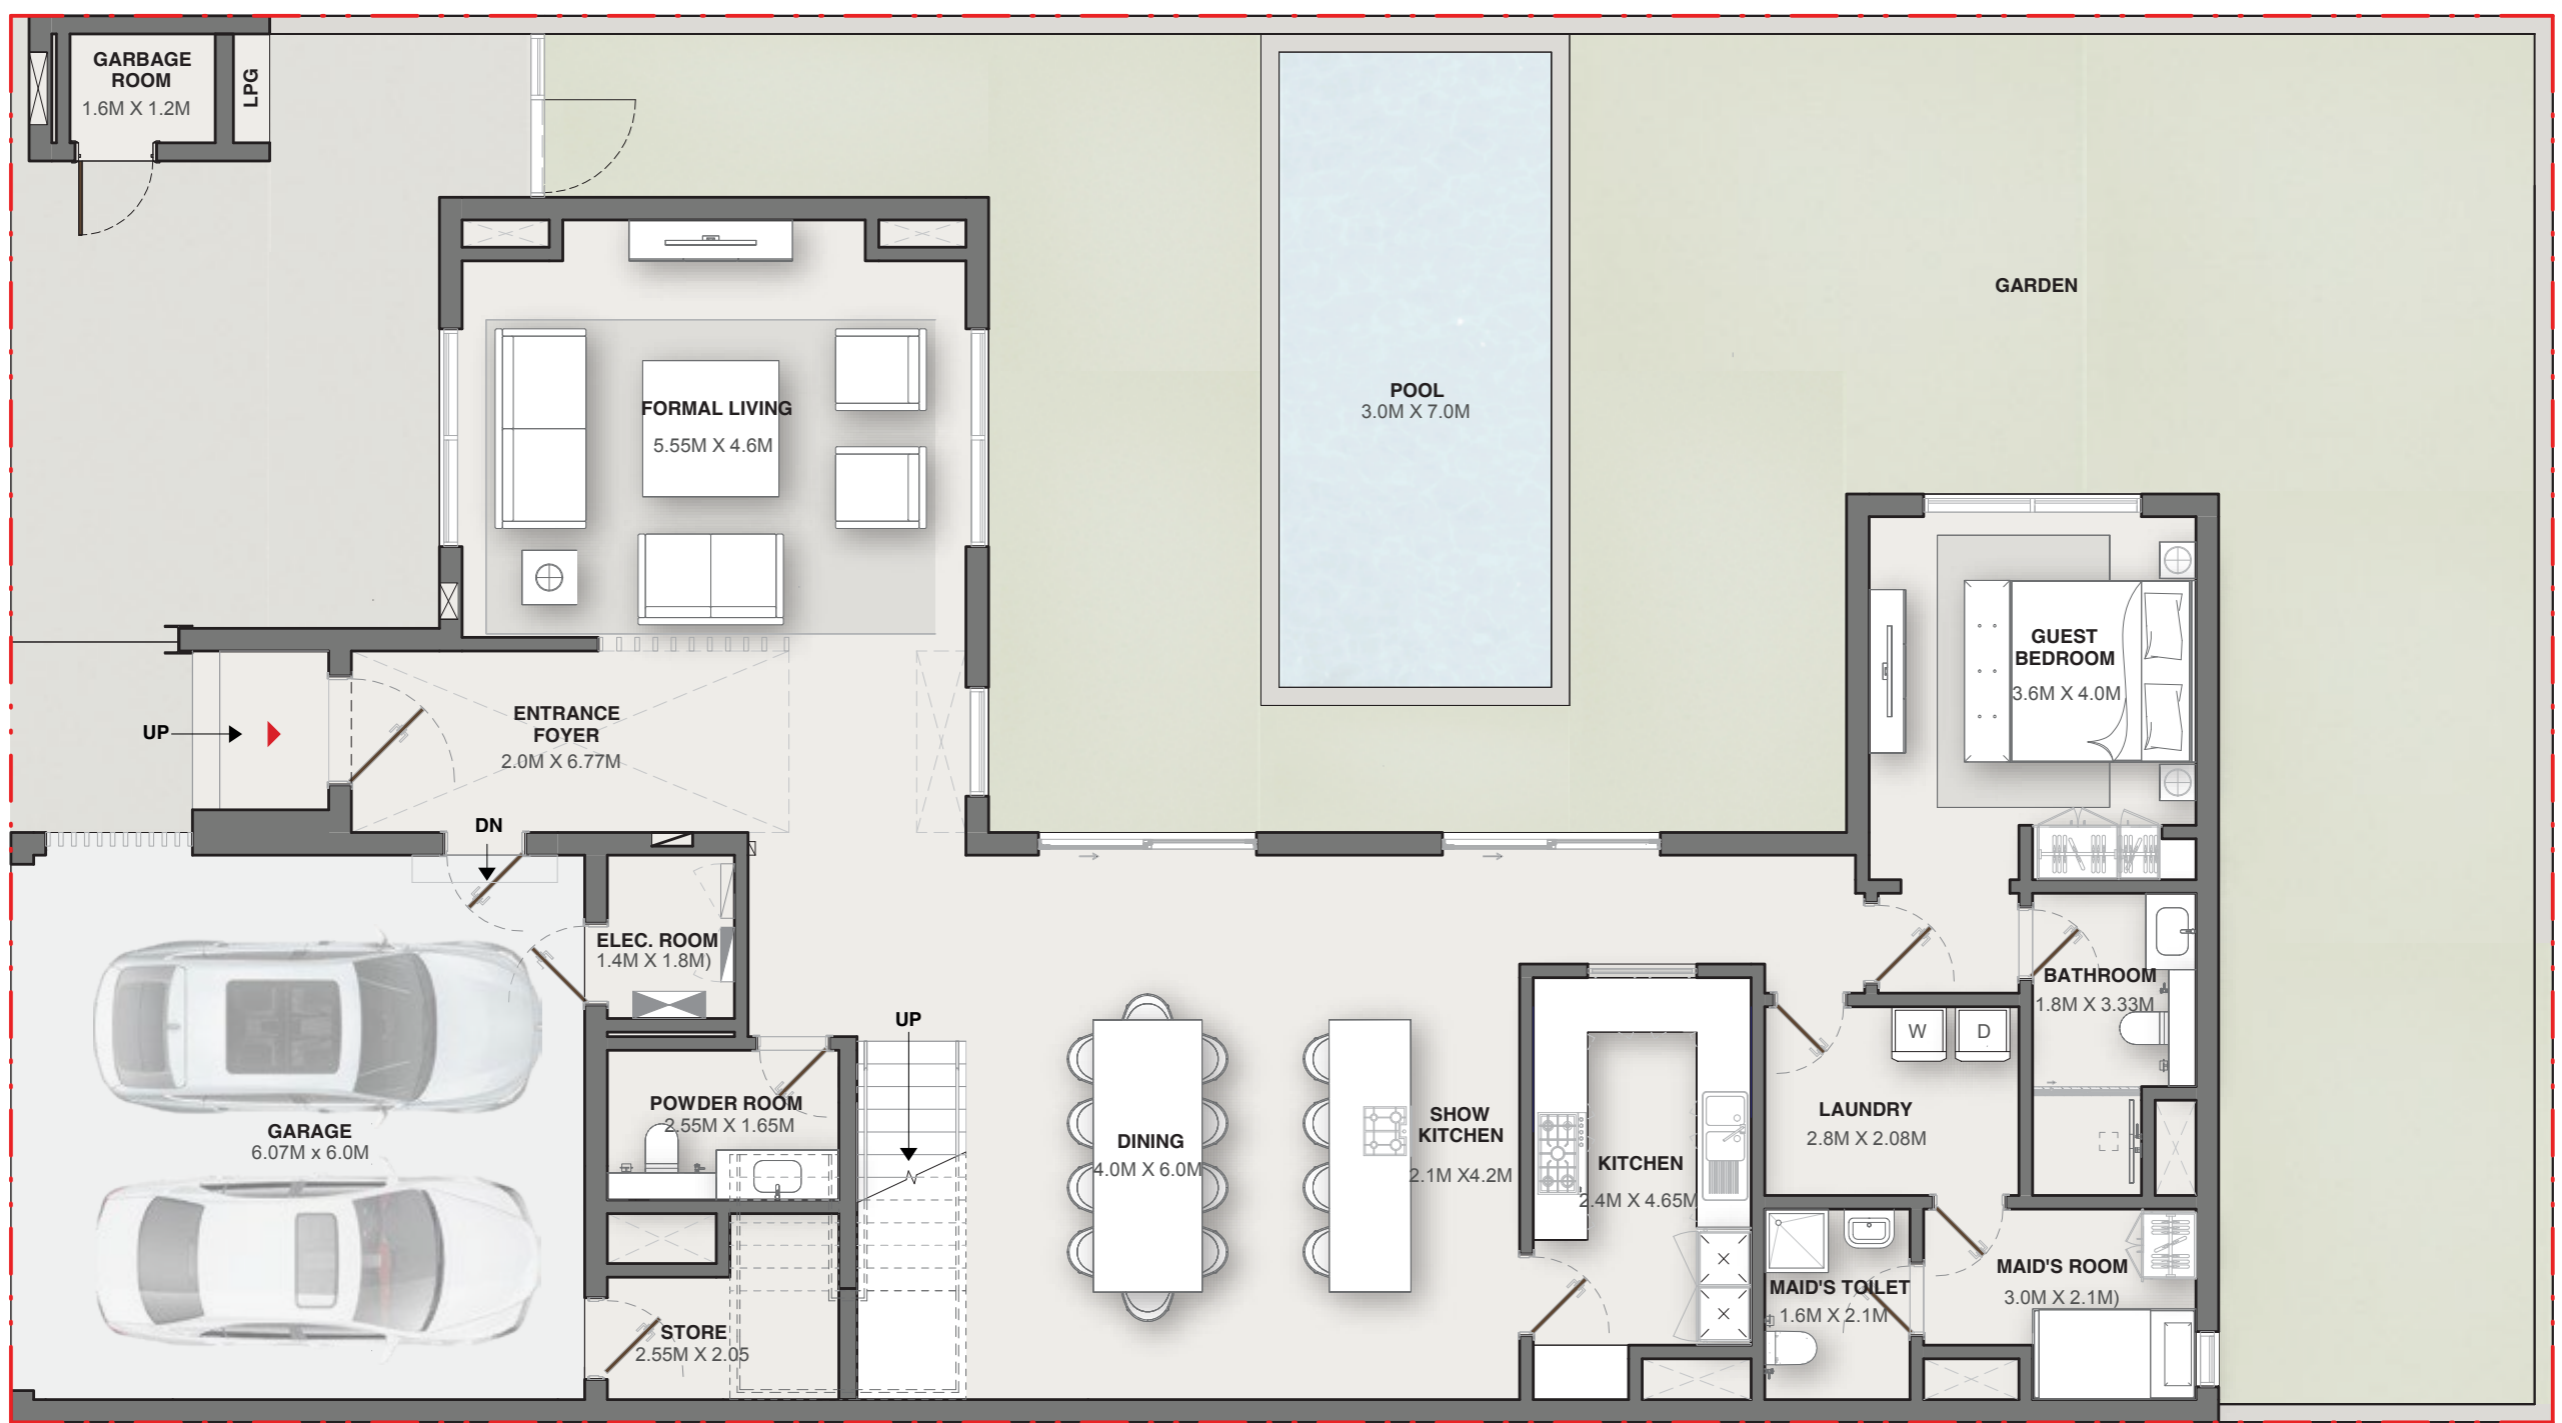 GARBAGE
ROOM
1.6M X 1.2M
LPG
GARDEN
POOL
3.0M X 7.0M
FORMAL LIVING
5.55M X 4.6M
GUEST
BEDROOM
3.6M X 4.0M
UP
ENTRANCE
FOYER
2.0M X 6.77M
DN
ELEC. ROOM
1.4M X 1.8M)
BATHROOM
1.8M X 3.33M
UP
W
D
POWDER ROOM
2.55M X 1.65M
GARAGE
6.07M x 6.0M
DINING
4.0M X 6.0M
SHOW
KITCHEN
2.1M X4.2M
KITCHEN
2.4M X 4.65M
LAUNDRY
2.8M X 2.08M
MAID'S TOILET
1.6M X 2.1M
MAID'S ROOM
3.0M X 2.1M)
STORE
2.55M X 2.05